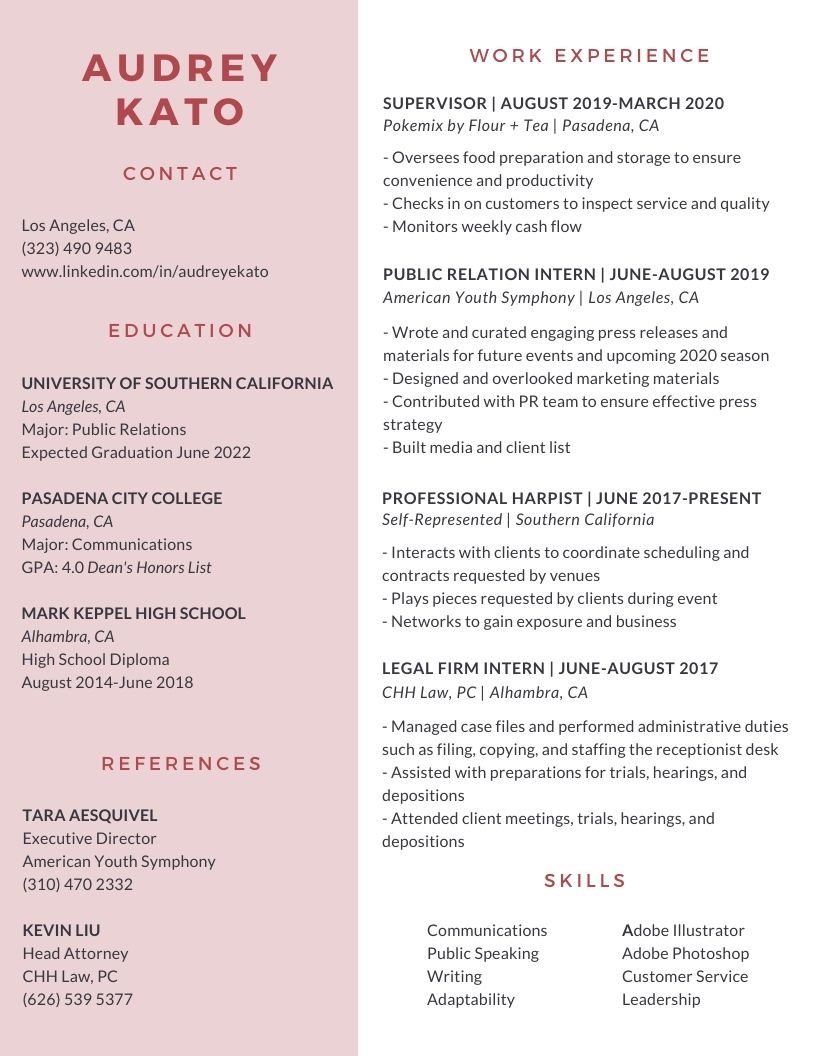 AUDREY
KATO
CONTACT
Los Angeles, CA
(323) 490 9483
www.linkedin.com/in/audreyekato
EDUCATION
UNIVERSITY OF SOUTHERN CALIFORNIA
Los Angeles, CA
Major: Public Relations
Expected Graduation June 2022
PASADENA CITY COLLEGE
Pasadena, CA
Major: Communications
GPA: 4.0 Dean's Honors List
MARK KEPPEL HIGH SCHOOL
Alhambra, CA
High School Diploma
August 2014-June 2018
REFERENCES
TARA AESQUIVEL
Executive Director
American Youth Symphony
(310) 470 2332
KEVIN LIU
Head Attorney
CHH Law, PC
(626) 539 5377
WORK EXPERIENCE
SUPERVISOR | AUGUST 2019-MARCH 2020
Pokemix by Flour + Tea | Pasadena, CA
- Oversees food preparation and storage to ensure
convenience and productivity
- Checks in on customers to inspect service and quality
- Monitors weekly cash flow
PUBLIC RELATION INTERN | JUNE-AUGUST 2019
American Youth Symphony | Los Angeles, CA
- Wrote and curated engaging press releases and
materials for future events and upcoming 2020 season
- Designed and overlooked marketing materials
- Contributed with PR team to ensure effective press
strategy
- Built media and client list
PROFESSIONAL HARPIST | JUNE 2017-PRESENT
Self-Represented | Southern California
- Interacts with clients to coordinate scheduling and
contracts requested by venues
- Plays pieces requested by clients during event
- Networks to gain exposure and business
LEGAL FIRM INTERN | JUNE-AUGUST 2017
CHH Law, PC | Alhambra, CA
- Managed case files and performed administrative duties
such as filing, copying, and staffing the receptionist desk
- Assisted with preparations for trials, hearings, and
depositions
- Attended client meetings, trials, hearings, and
depositions
SKILLS
Communications
Public Speaking
Writing
Adaptability
Adobe Illustrator
Adobe Photoshop
Customer Service
Leadership